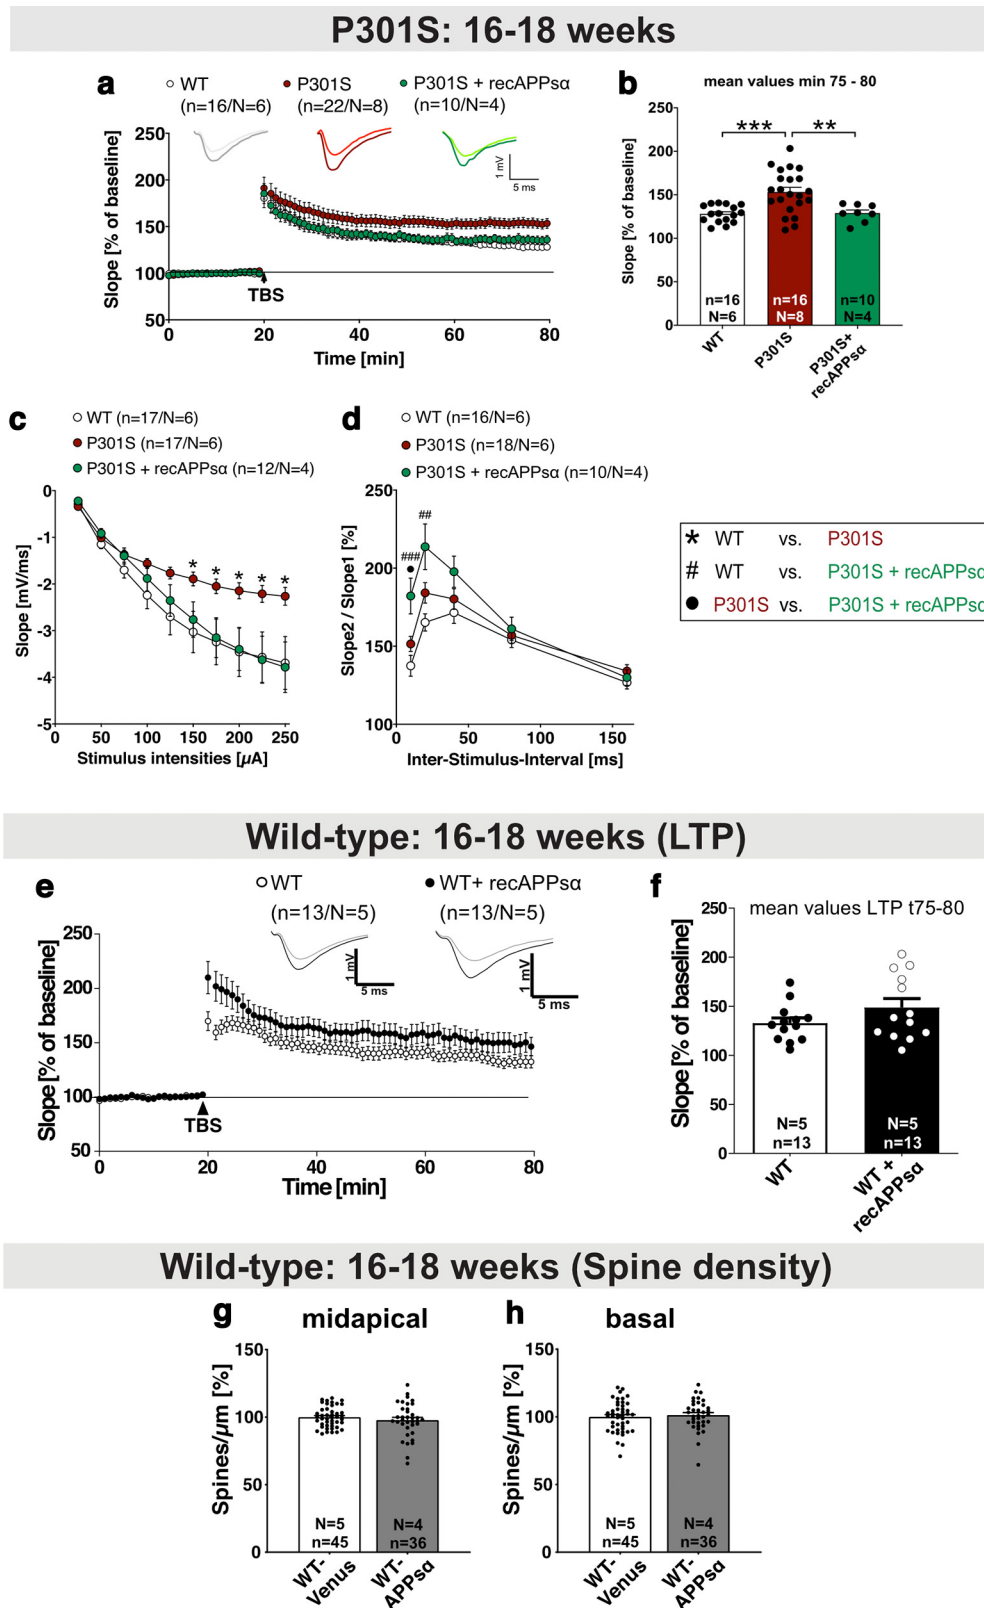 P301S: 16-18 weeks
a
WT
(n=16/N=6)
P301S
(n=22/N=8)
P301S + recAPPsα
(n=10/N=4)
1 mV
5 ms
Slope [% of baseline]
250
200
150
100
50
TBS
0
20
40
60
80
Time [min]
b
mean values min 75 - 80
Slope [% of baseline]
250
200
150
100
50
0
***
**
n=16
N=6
n=16
N=8
n=10
N=4
WT
P301S
P301S+
recAPPsα
c
WT (n=17/N=6)
P301S (n=17/N=6)
P301S + recAPPsα (n=12/N=4)
Slope [mV/ms]
0
-1
-2
-3
-4
-5
* * * * *
0
50
100
150
200
250
Stimulus intensities [µA]
d
WT (n=16/N=6)
P301S (n=18/N=6)
P301S + recAPPsα (n=10/N=4)
Slope2 / Slope1 [%]
250
200
150
100
##
###
0
50
100
150
Inter-Stimulus-Interval [ms]
* WT vs. P301S
# WT vs. P301S + recAPPsα
● P301S vs. P301S + recAPPsα
Wild-type: 16-18 weeks (LTP)
e
WT
(n=13/N=5)
WT+ recAPPsα
(n=13/N=5)
1 mV
5 ms
1 mV
5 ms
Slope [% of baseline]
250
200
150
100
50
TBS
0
20
40
60
80
Time [min]
f
mean values LTP t75-80
Slope [% of baseline]
250
200
150
100
50
0
N=5
n=13
N=5
n=13
WT
WT +
recAPPsα
Wild-type: 16-18 weeks (Spine density)
g
midapical
Spines/µm [%]
150
100
50
0
N=5
n=45
N=4
n=36
WT-
Venus
WT-
APPsα
h
basal
Spines/µm [%]
150
100
50
0
N=5
n=45
N=4
n=36
WT-
Venus
WT-
APPsα